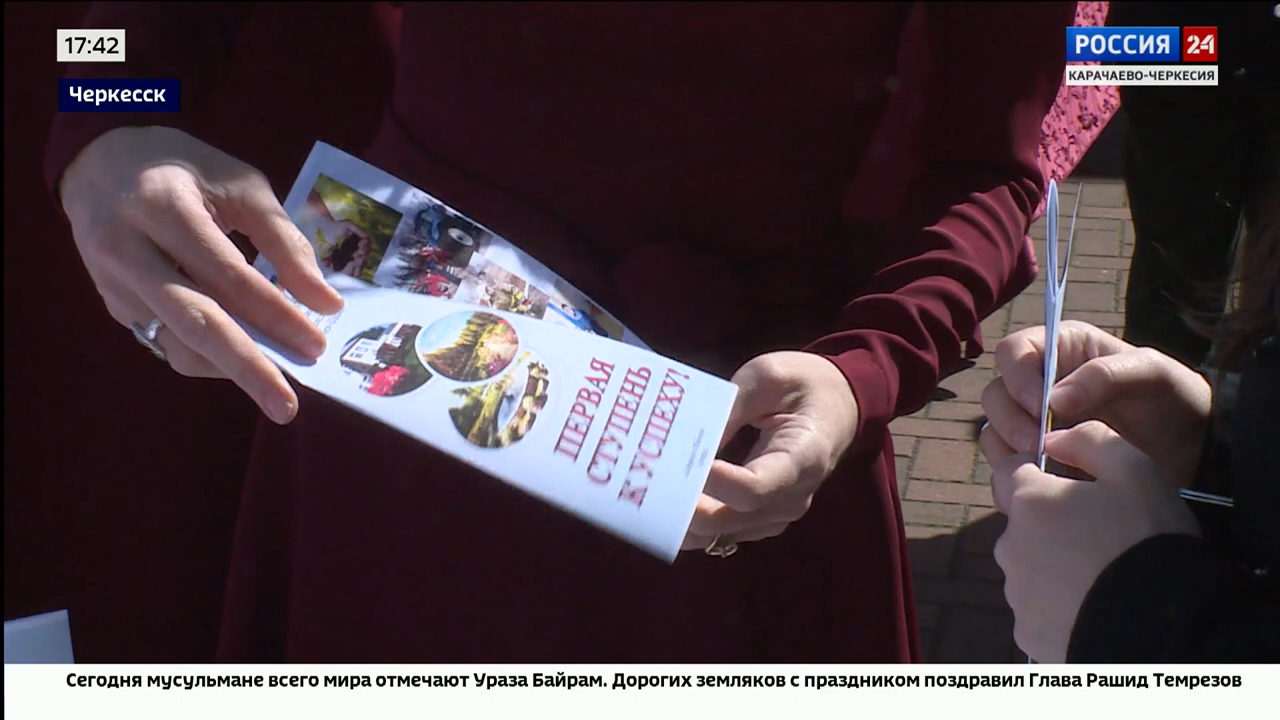 17:42
РОССИЯ 24
КАРАЧАЕВО-ЧЕРКЕСИЯ
Черкесск
ПЕРВАЯ
СТУПЕНЬ
К УСПЕХУ!
Сегодня мусульмане всего мира отмечают Ураза Байрам. Дорогих земляков с праздником поздравил Глава Рашид Темрезов